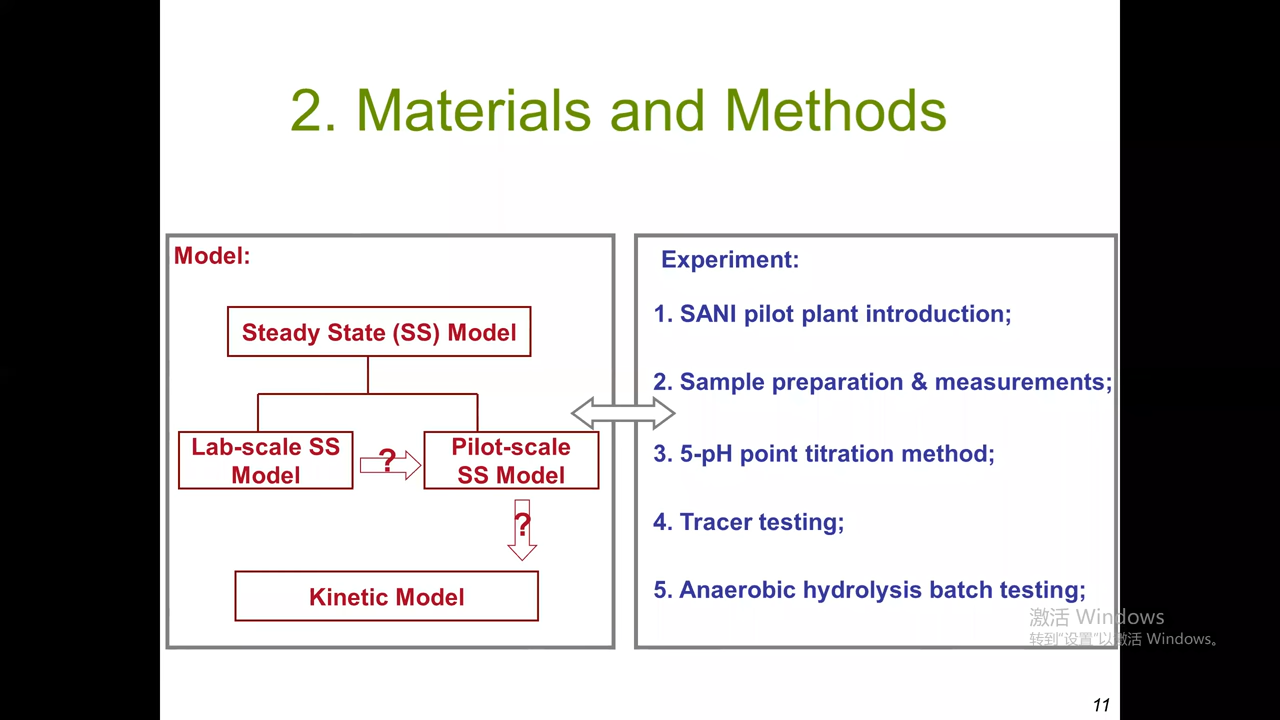 2. Materials and Methods
Model:
Steady State (SS) Model
Lab-scale SS
Model
?
Pilot-scale
SS Model
?
Kinetic Model
Experiment:
1. SANI pilot plant introduction;
2. Sample preparation & measurements;
3. 5-pH point titration method;
4. Tracer testing;
5. Anaerobic hydrolysis batch testing;
激活 Windows
转到“设置”以激活 Windows。
11